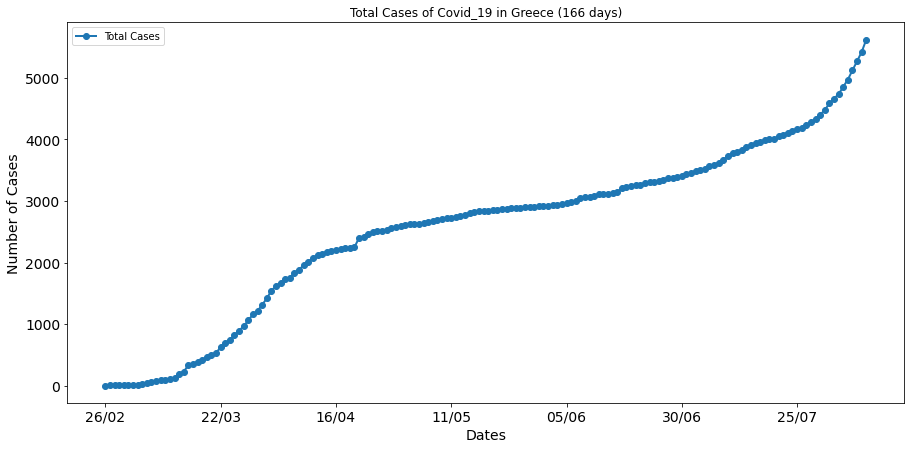 Total Cases of Covid_19 in Greece (166 days)
Total Cases
Number of Cases
5000
4000
3000
2000
1000
0
26/02 22/03 16/04 11/05 05/06 30/06 25/07
Dates